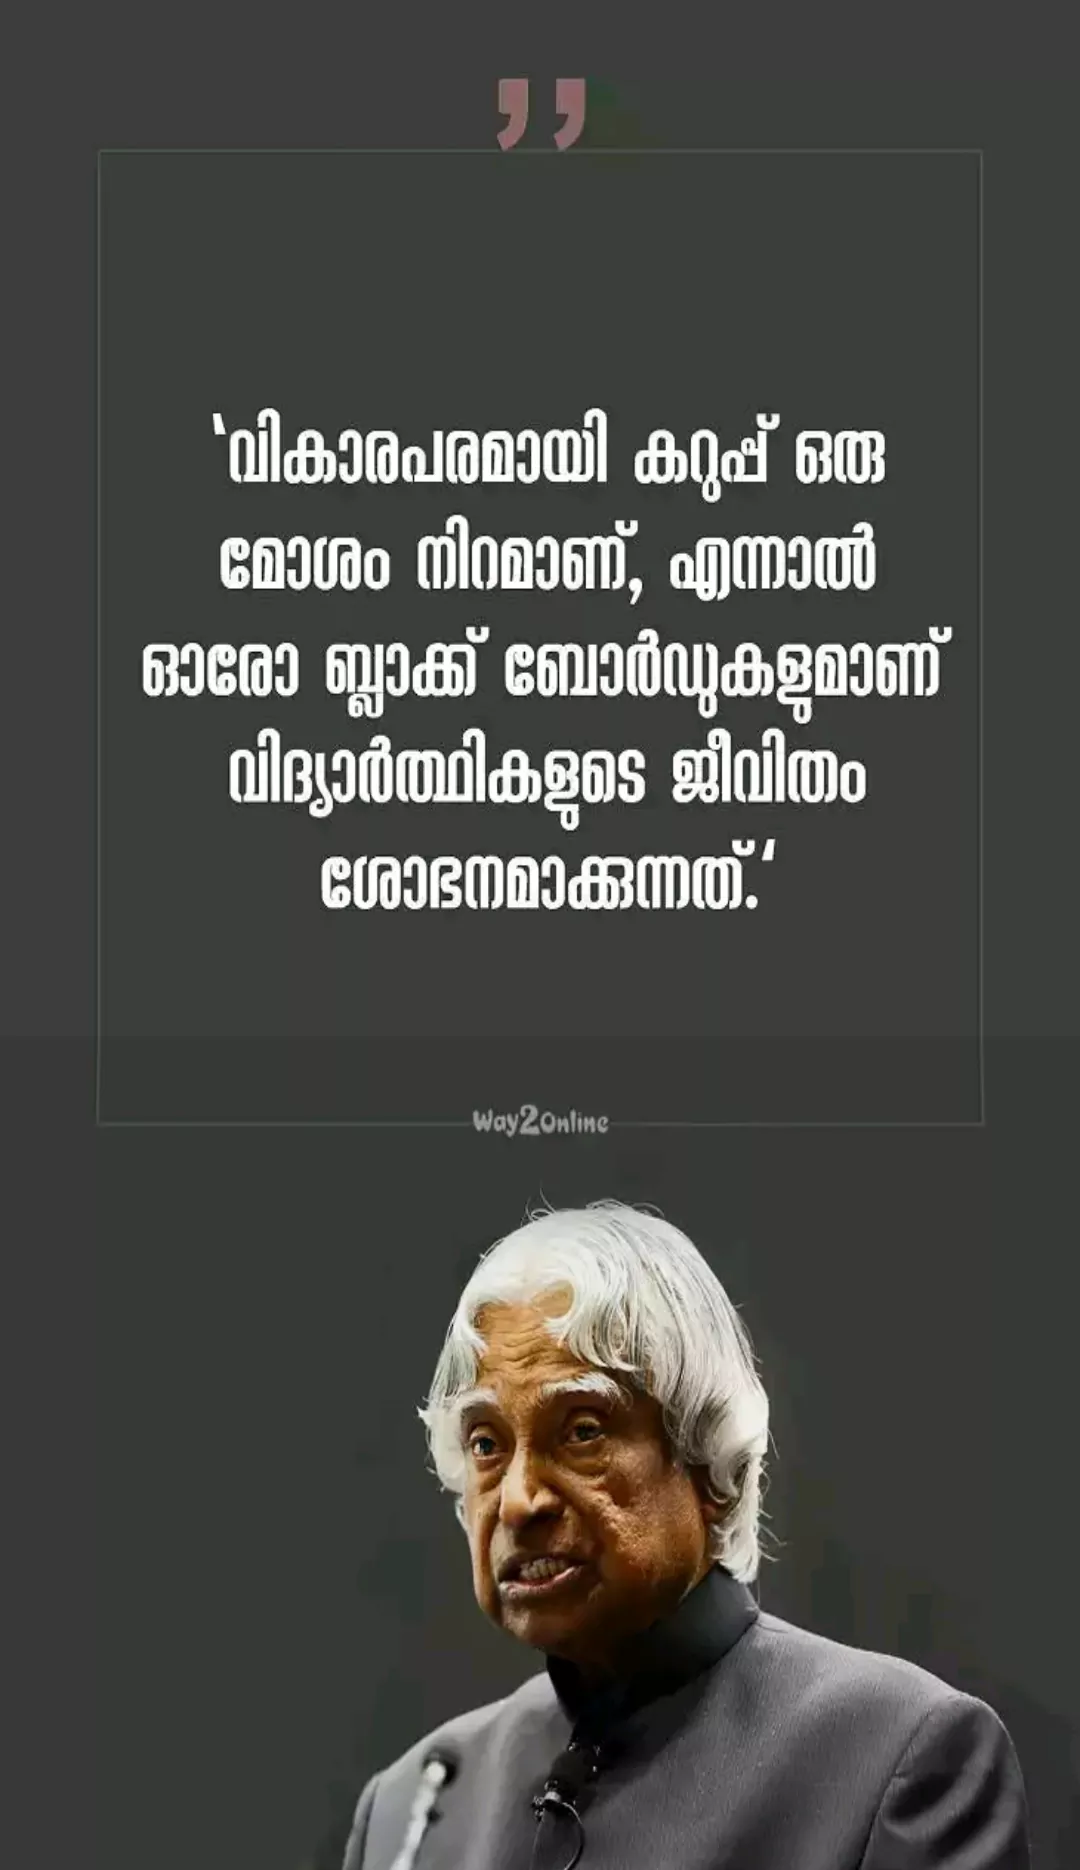 ‘വികാരപരമായി കറുപ്പ് ഒരു
മോശം നിറമാണ്, എന്നാൽ
ഓരോ ബ്ലാക്ക് ബോർഡുകളുമാണ്
വിദ്യാർത്ഥികളുടെ ജീവിതം
ശോഭനമാക്കുന്നത്.‘
Way2Online